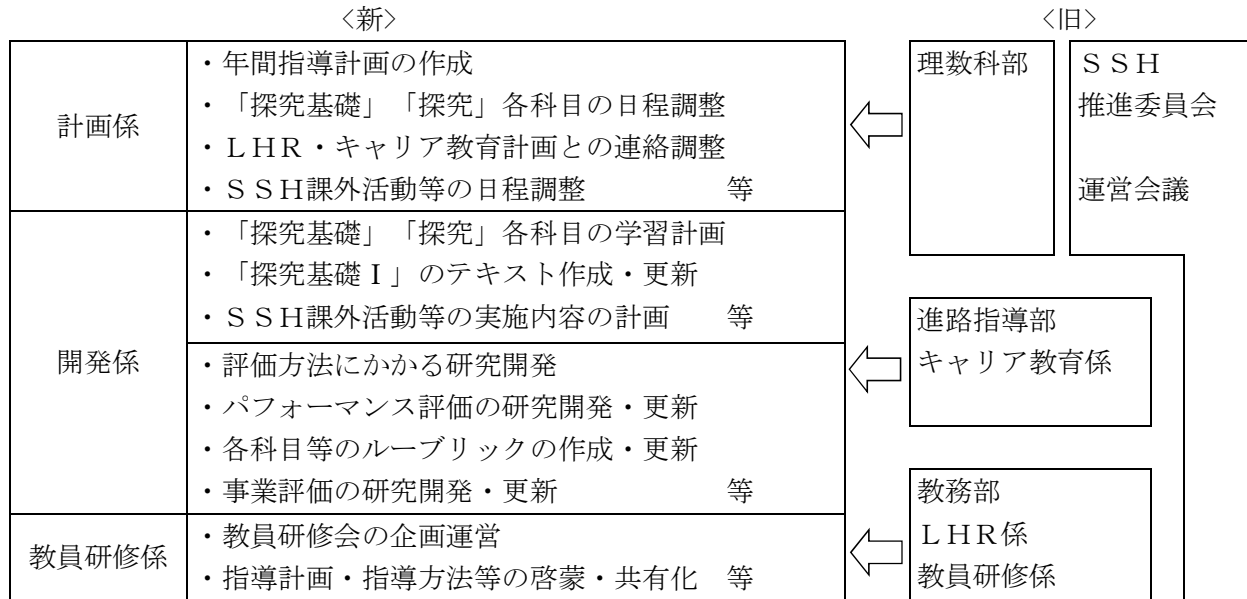 〈新〉
〈旧〉
計画係
・年間指導計画の作成
・「探究基礎」「探究」各科目の日程調整
・ＬＨＲ・キャリア教育計画との連絡調整
・ＳＳＨ課外活動等の日程調整　等
開発係
・「探究基礎」「探究」各科目の学習計画
・「探究基礎Ⅰ」のテキスト作成・更新
・ＳＳＨ課外活動等の実施内容の計画　等
・評価方法にかかる研究開発
・パフォーマンス評価の研究開発・更新
・各科目等のルーブリックの作成・更新
・事業評価の研究開発・更新　等
教員研修係
・教員研修会の企画運営
・指導計画・指導方法等の啓蒙・共有化　等
理数科部
ＳＳＨ
推進委員会
運営会議
進路指導部
キャリア教育係
教務部
ＬＨＲ係
教員研修係